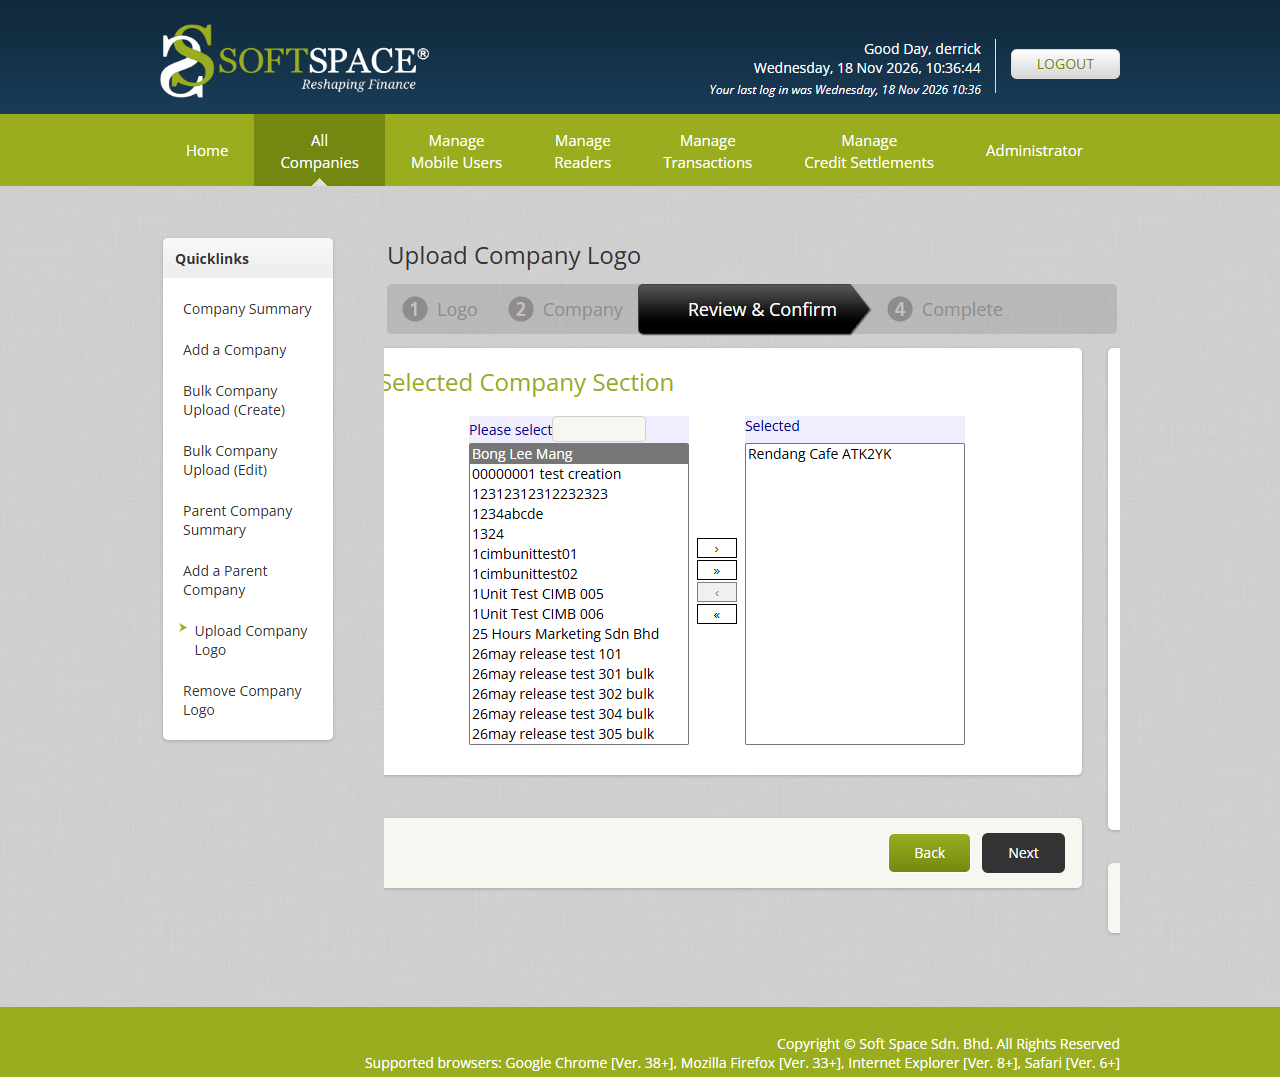 SOFTSPACE®
Reshaping Finance
Good Day, derrick
Wednesday, 18 Nov 2026, 10:36:44
Your last log in was Wednesday, 18 Nov 2026 10:36
LOGOUT
Home
All
Companies
Manage
Mobile Users
Manage
Readers
Manage
Transactions
Manage
Credit Settlements
Administrator
Quicklinks
Company Summary
Add a Company
Bulk Company
Upload (Create)
Bulk Company
Upload (Edit)
Parent Company
Summary
Add a Parent
Company
Upload Company
Logo
Remove Company
Logo
Upload Company Logo
1 Logo
2 Company
Review & Confirm
4 Complete
Selected Company Section
Please select
Bong Lee Mang
00000001 test creation
12312312312232323
1234abcde
1324
1cimbunittest01
1cimbunittest02
1Unit Test CIMB 005
1Unit Test CIMB 006
25 Hours Marketing Sdn Bhd
26may release test 101
26may release test 301 bulk
26may release test 302 bulk
26may release test 304 bulk
26may release test 305 bulk
›
»
‹
«
Selected
Rendang Cafe ATK2YK
Back
Next
Copyright © Soft Space Sdn. Bhd. All Rights Reserved
Supported browsers: Google Chrome [Ver. 38+], Mozilla Firefox [Ver. 33+], Internet Explorer [Ver. 8+], Safari [Ver. 6+]